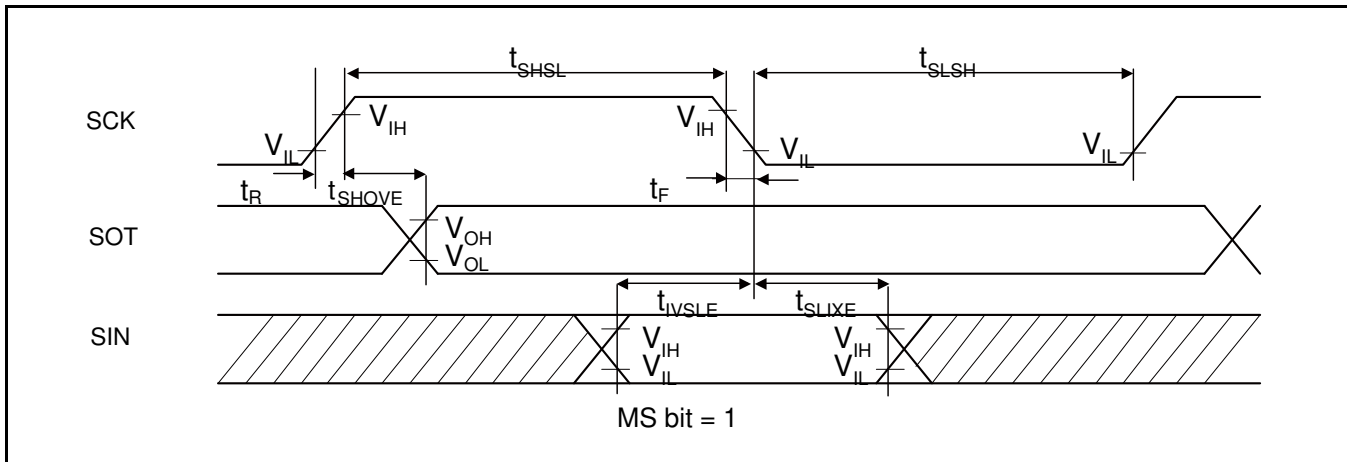 tSHSL tSLSH
SCK VIH VIH
VIL VIL VIL
tR tSHOVE tF
SOT VOH
VOL
tIVSLE tSLIXE
SIN VIH VIH
VIL VIL
MS bit = 1